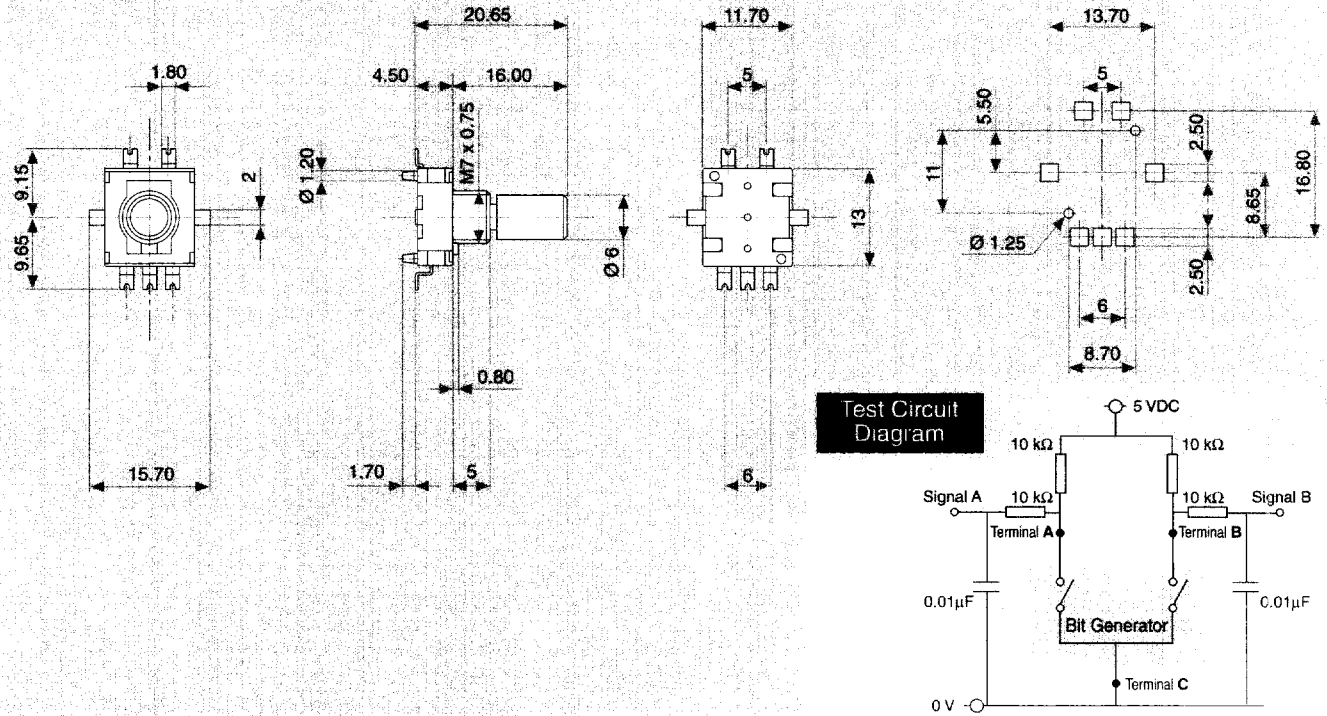 20.65
11.70
13.70
1.80
4.50
16.00
5
5
5.50
2.50
9.15
2
Ø 1.20
M7 x 0.75
11
16.80
13
8.65
9.65
Ø 6
Ø 1.25
2.50
6
8.70
0.80
15.70
1.70
5
6
Test Circuit
Diagram
5 VDC
10 kΩ
10 kΩ
Signal A
10 kΩ
10 kΩ
Signal B
Terminal A
Terminal B
0.01µF
0.01µF
Bit Generator
Terminal C
0 V